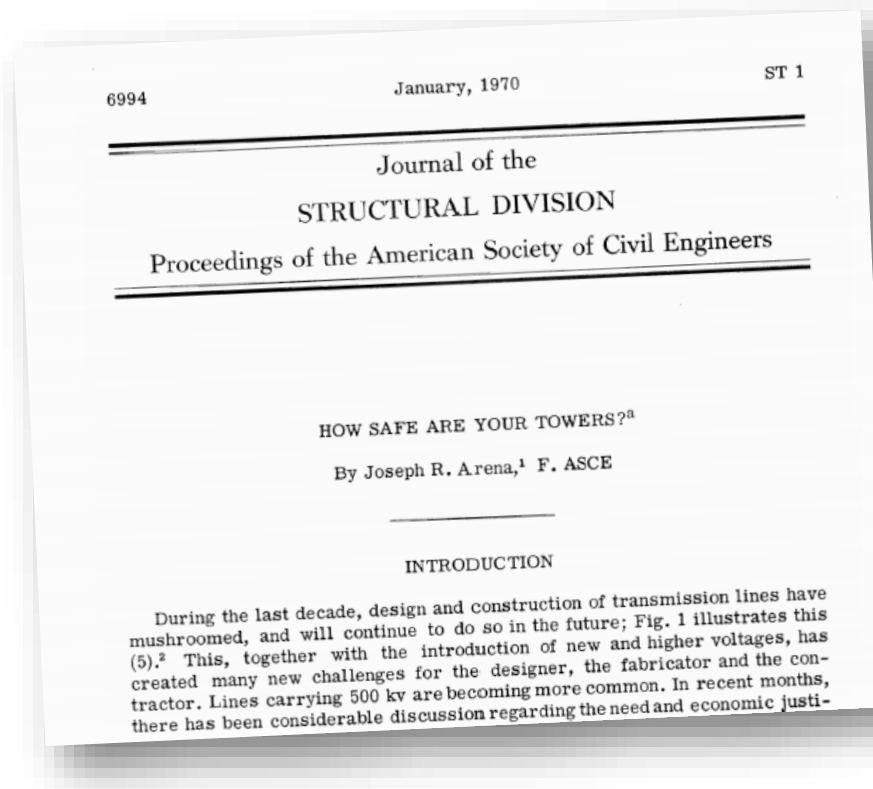 6994
January, 1970
ST 1
Journal of the
STRUCTURAL DIVISION
Proceedings of the American Society of Civil Engineers
HOW SAFE ARE YOUR TOWERS?ª
By Joseph R. Arena,¹ F. ASCE
INTRODUCTION
During the last decade, design and construction of transmission lines have
mushroomed, and will continue to do so in the future; Fig. 1 illustrates this
(5).² This, together with the introduction of new and higher voltages, has
created many new challenges for the designer, the fabricator and the con-
tractor. Lines carrying 500 kv are becoming more common. In recent months,
there has been considerable discussion regarding the need and economic justi-